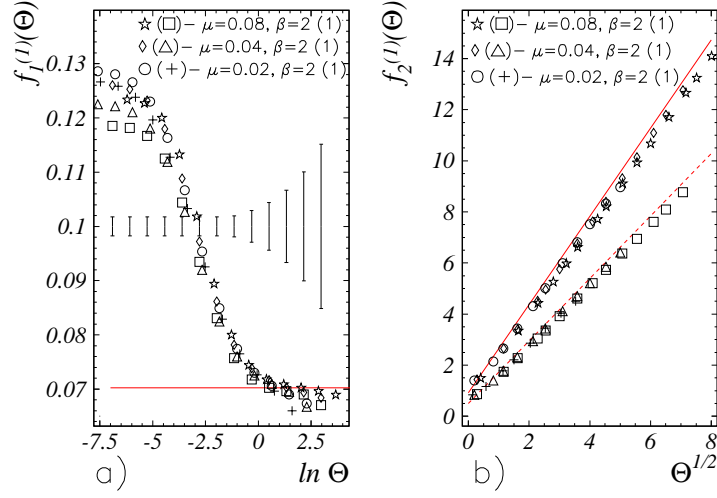 f₁⁽¹⁾(Θ)
☆(□)− μ=0.08, β=2 (1)
◇(△)− μ=0.04, β=2 (1)
○(+)− μ=0.02, β=2 (1)
0.13
0.12
0.11
0.1
0.09
0.08
0.07
-7.5 -5 -2.5 0 2.5
a) ln Θ
f₂⁽¹⁾(Θ)
☆(□)− μ=0.08, β=2 (1)
◇(△)− μ=0.04, β=2 (1)
○(+)− μ=0.02, β=2 (1)
14
12
10
8
6
4
2
0
0 2 4 6 8
b) Θ^1/2